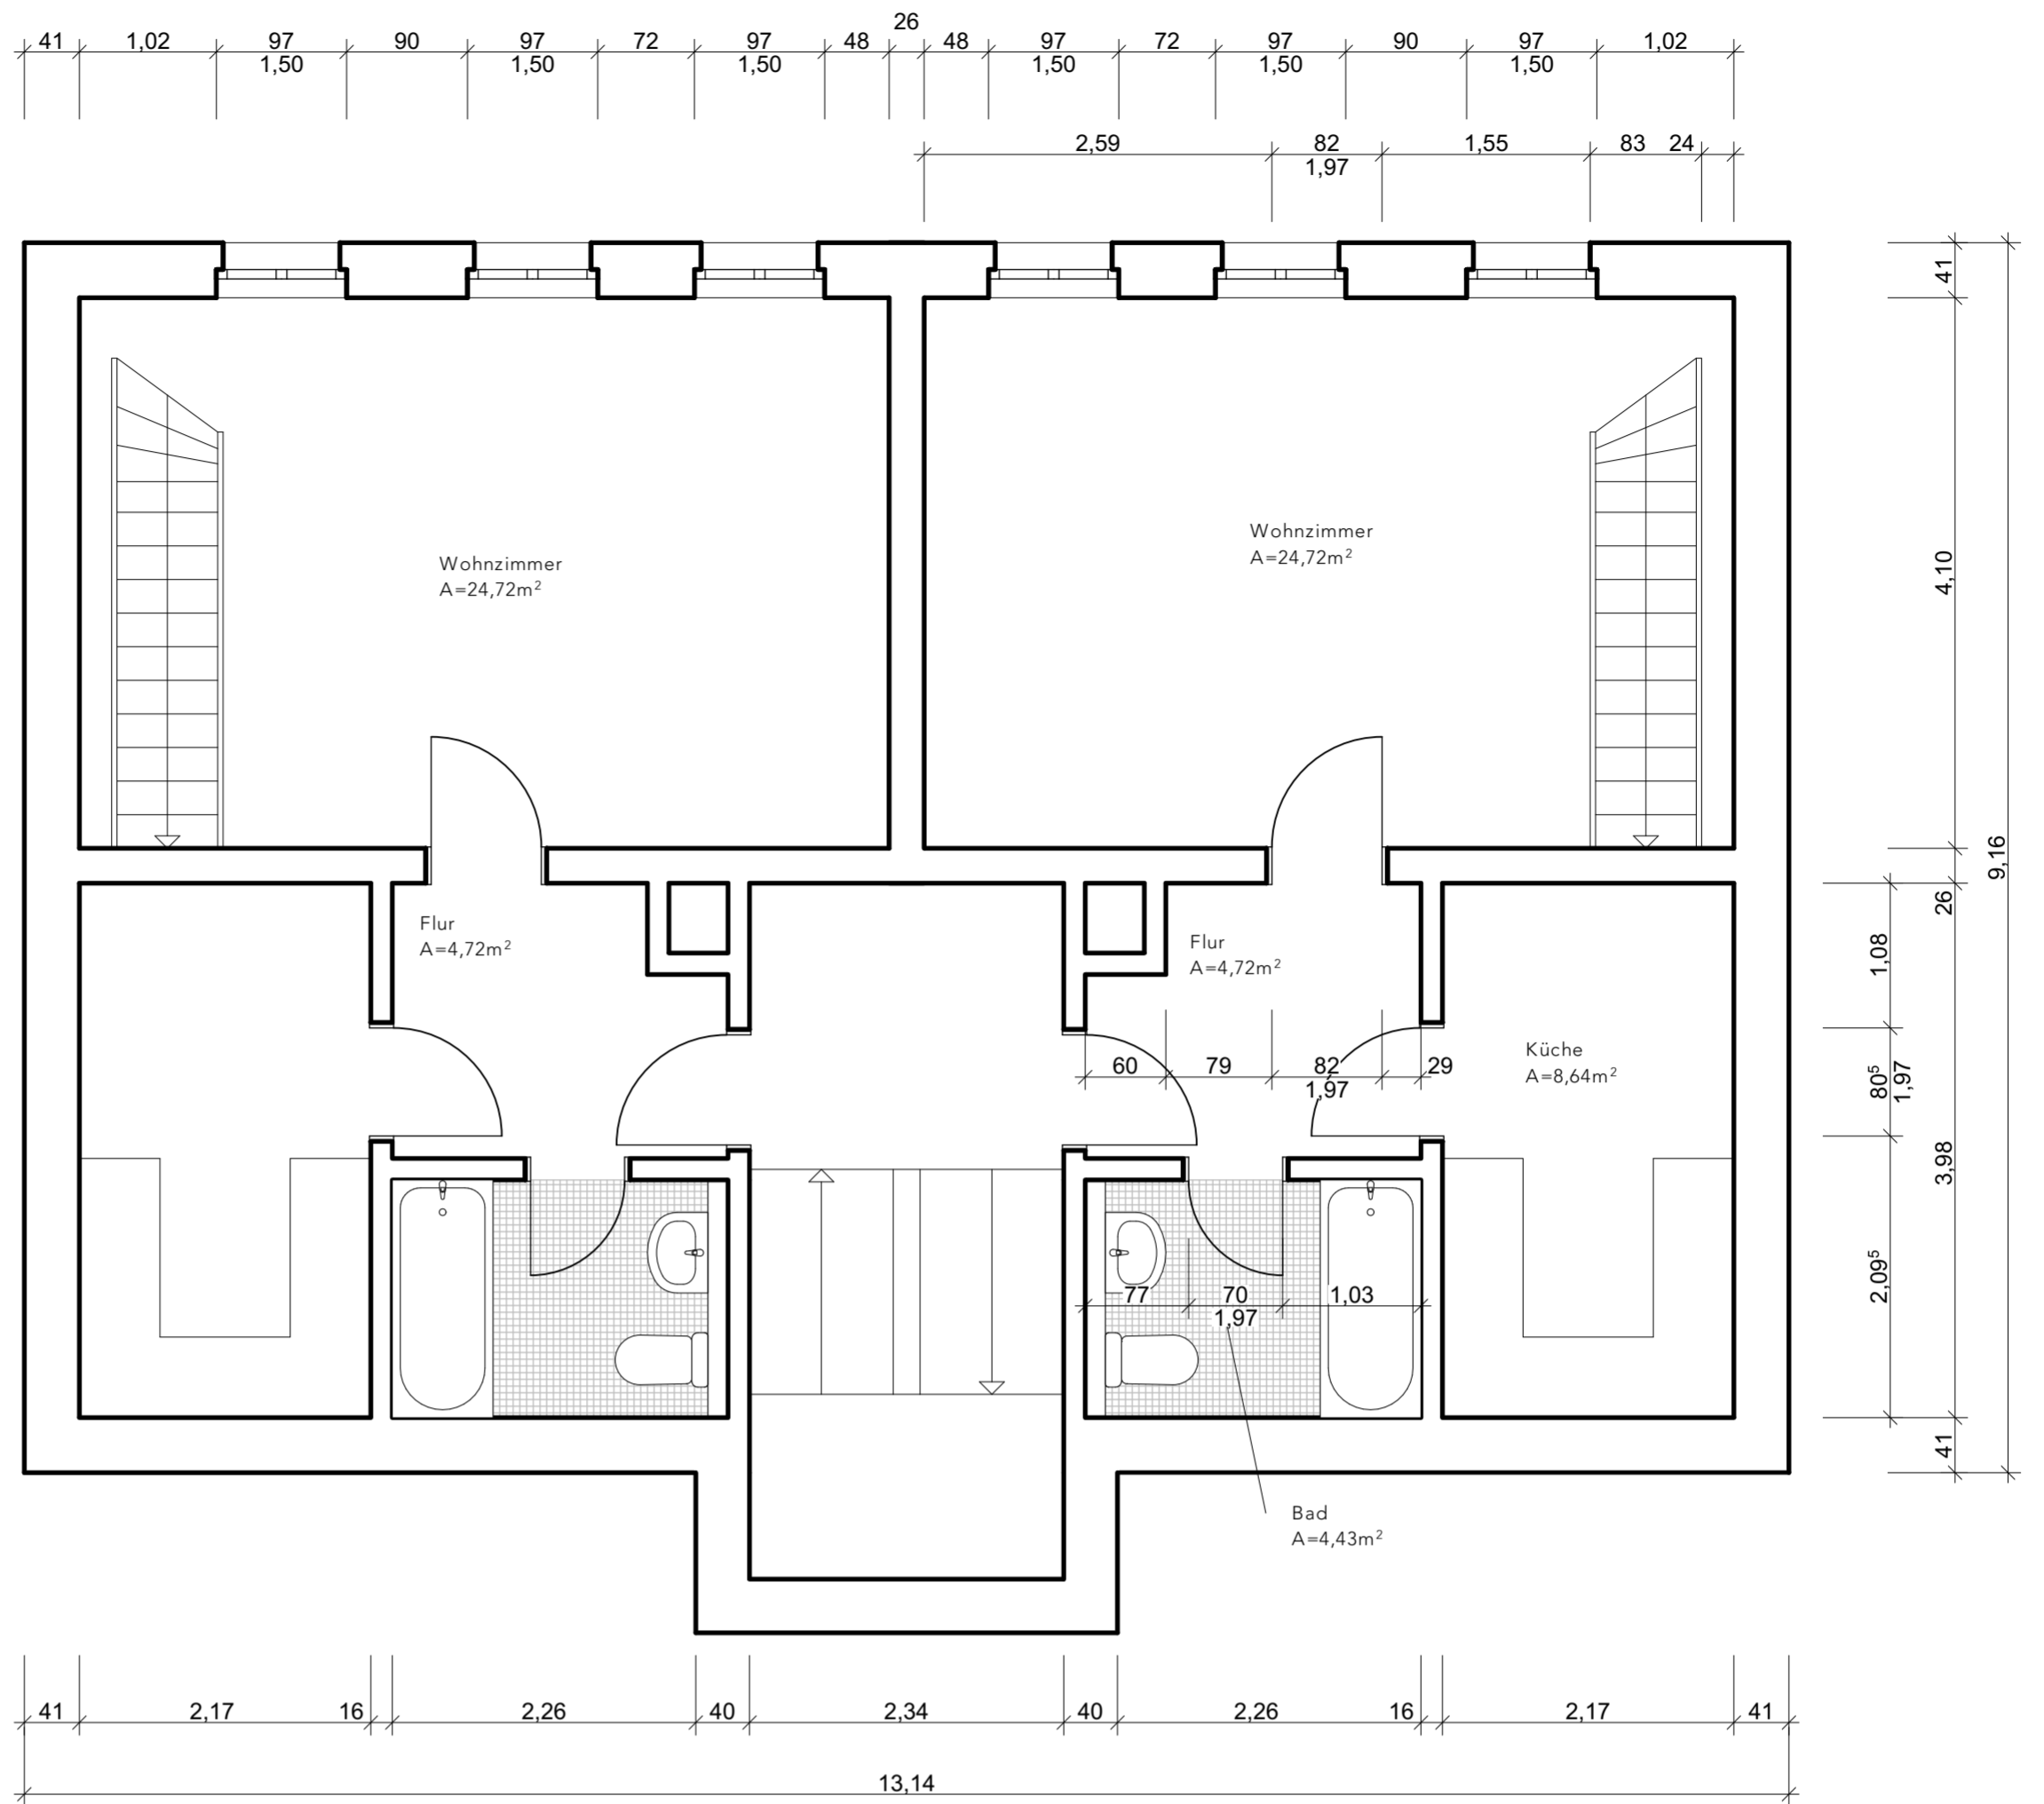 26
41 1,02 97 90 97 72 97 48 48 97 72 97 90 97 1,02
1,50 1,50 1,50 1,50 1,50 1,50
2,59 82 1,55 83 24
1,97
41
4,10
9,16
26
1,08
80⁵
1,97
3,98
2,09⁵
41
Wohnzimmer
A=24,72m²
Wohnzimmer
A=24,72m²
Flur
A=4,72m²
Flur
A=4,72m²
60 79 82 29
1,97
Küche
A=8,64m²
77 70 1,03
1,97
Bad
A=4,43m²
41 2,17 16 2,26 40 2,34 40 2,26 16 2,17 41
13,14